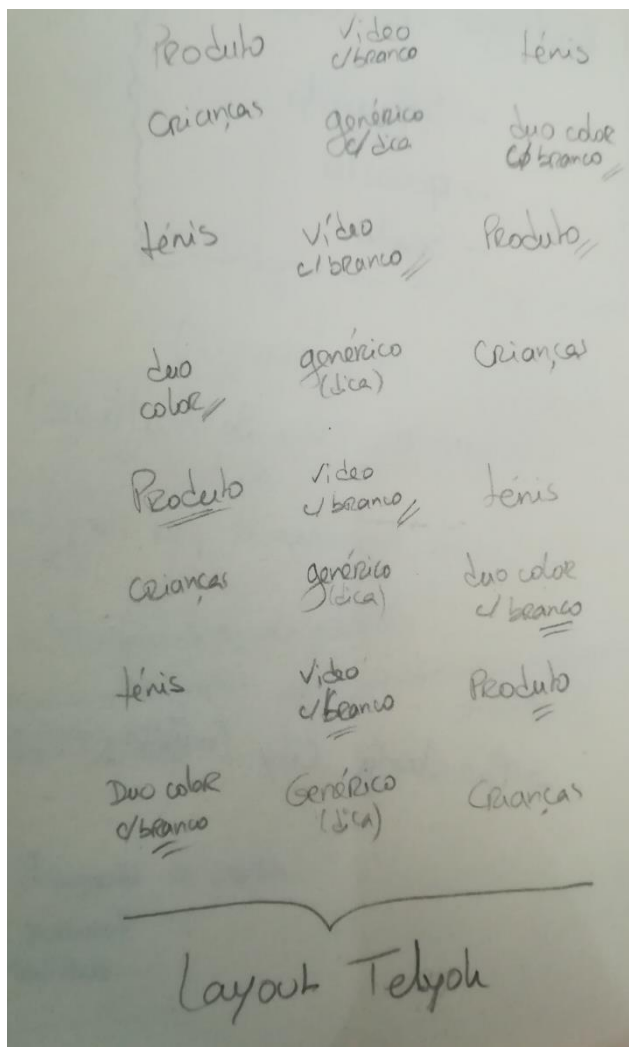 Produto Video ténis
c/branco
Crianças genérico duo color
c/ dica c/ branco
ténis Vídeo Produto
c/ branco
duo genérico Crianças
color (dica)
Produto video ténis
c/ branco
Crianças genérico duo color
(dica) c/ branco
ténis Video Produto
c/branco
Duo color Genérico Crianças
c/branco (dica)
Layout